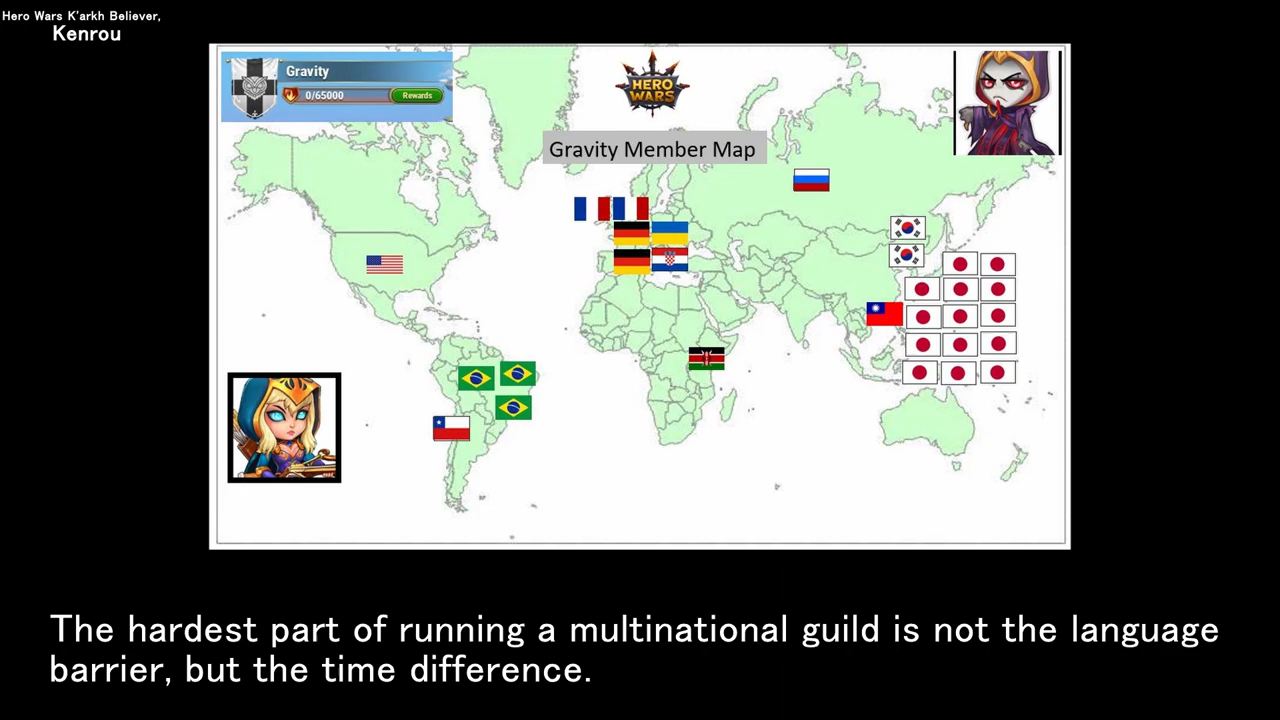 Hero Wars K'arkh Believer,
Kenrou
Gravity
0/65000
Rewards
HERO
WARS
Gravity Member Map
The hardest part of running a multinational guild is not the language
barrier, but the time difference.